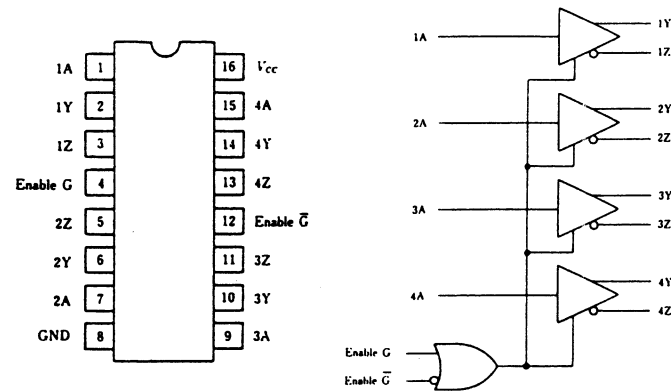 1A 1 16 Vcc
1Y 2 15 4A
1Z 3 14 4Y
Enable G 4 13 4Z
2Z 5 12 Enable G̅
2Y 6 11 3Z
2A 7 10 3Y
GND 8 9 3A
1A 1Y
1Z
2A 2Y
2Z
3A 3Y
3Z
4A 4Y
4Z
Enable G
Enable G̅